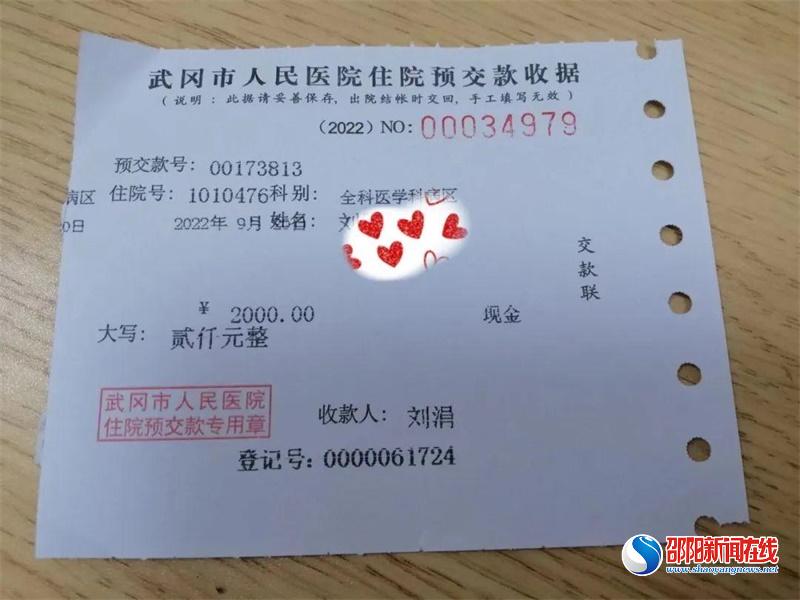 武冈市人民医院住院预交款收据
（说明：此据请妥善保存，出院结帐时交回，手工填写无效）
（2022）NO: 00034979
预交款号: 00173813
病区 住院号: 1010476科别: 全科医学科病区
0日 2022年 9月 姓名: 刘
交款联
¥ 2000.00 现金
大写: 贰仟元整
武冈市人民医院
住院预交款专用章
收款人: 刘涓
登记号: 0000061724
邵阳新闻在线
www.shaoyangnews.net